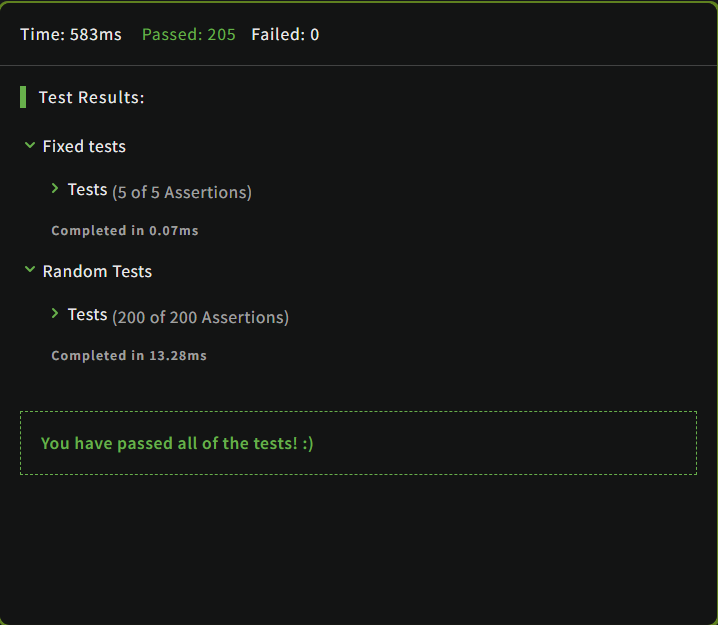 Time: 583ms Passed: 205 Failed: 0
Test Results:
Fixed tests
Tests (5 of 5 Assertions)
Completed in 0.07ms
Random Tests
Tests (200 of 200 Assertions)
Completed in 13.28ms
You have passed all of the tests! :)